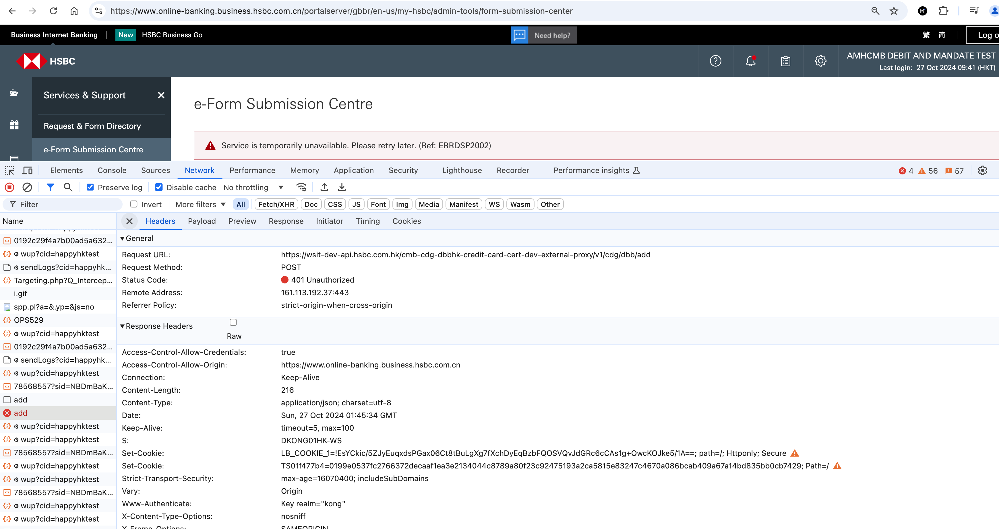 https://www.online-banking.business.hsbc.com.cn/portalserver/gbbr/en-us/my-hsbc/admin-tools/form-submission-center
Business Internet Banking
New
HSBC Business Go
Need help?
繁 简
Log o
HSBC
AMHCMB DEBIT AND MANDATE TEST
Last login: 27 Oct 2024 09:41 (HKT)
Services & Support
Request & Form Directory
e-Form Submission Centre
e-Form Submission Centre
Service is temporarily unavailable. Please retry later. (Ref: ERRDSP2002)
Elements Console Sources Network Performance Memory Application Security Lighthouse Recorder Performance insights 4 56 57
Preserve log Disable cache No throttling
Filter Invert More filters All Fetch/XHR Doc CSS JS Font Img Media Manifest WS Wasm Other
Name
0192c29f4a7b00ad5a632...
wup?cid=happyhktest
sendLogs?cid=happyhk...
Targeting.php?Q_Intercep...
i.gif
spp.pl?a=&.yp=&js=no
OPS529
wup?cid=happyhktest
0192c29f4a7b00ad5a632...
sendLogs?cid=happyhk...
wup?cid=happyhktest
78568557?sid=NBDmBaK...
add
add
wup?cid=happyhktest
wup?cid=happyhktest
78568557?sid=NBDmBaK...
wup?cid=happyhktest
wup?cid=happyhktest
78568557?sid=NBDmBaK...
wup?cid=happyhktest
wup?cid=happyhktest
Headers Payload Preview Response Initiator Timing Cookies
General
Request URL: https://wsit-dev-api.hsbc.com.hk/cmb-cdg-dbbhk-credit-card-cert-dev-external-proxy/v1/cdg/dbb/add
Request Method: POST
Status Code: 401 Unauthorized
Remote Address: 161.113.192.37:443
Referrer Policy: strict-origin-when-cross-origin
Response Headers
Raw
Access-Control-Allow-Credentials: true
Access-Control-Allow-Origin: https://www.online-banking.business.hsbc.com.cn
Connection: Keep-Alive
Content-Length: 216
Content-Type: application/json; charset=utf-8
Date: Sun, 27 Oct 2024 01:45:34 GMT
Keep-Alive: timeout=5, max=100
S: DKONG01HK-WS
Set-Cookie: LB_COOKIE_1=!EsYCkic/5ZJyEuqxdsPGax06Ct8tBuLgXg7fXchDyEqBzbFQOSVQvJdGRc6cCAs1g+OwcKOJke5/1A==; path=/; Httponly; Secure
Set-Cookie: TS01f477b4=0199e0537fc2766372decaaf1ea3e2134044c8789a80f23c92475193a2ca5815e83247c4670a086bcab409a67a14bd835bb0cb7429; Path=/
Strict-Transport-Security: max-age=16070400; includeSubDomains
Vary: Origin
Www-Authenticate: Key realm="kong"
X-Content-Type-Options: nosniff
X-Frame-Options: SAMEORIGIN